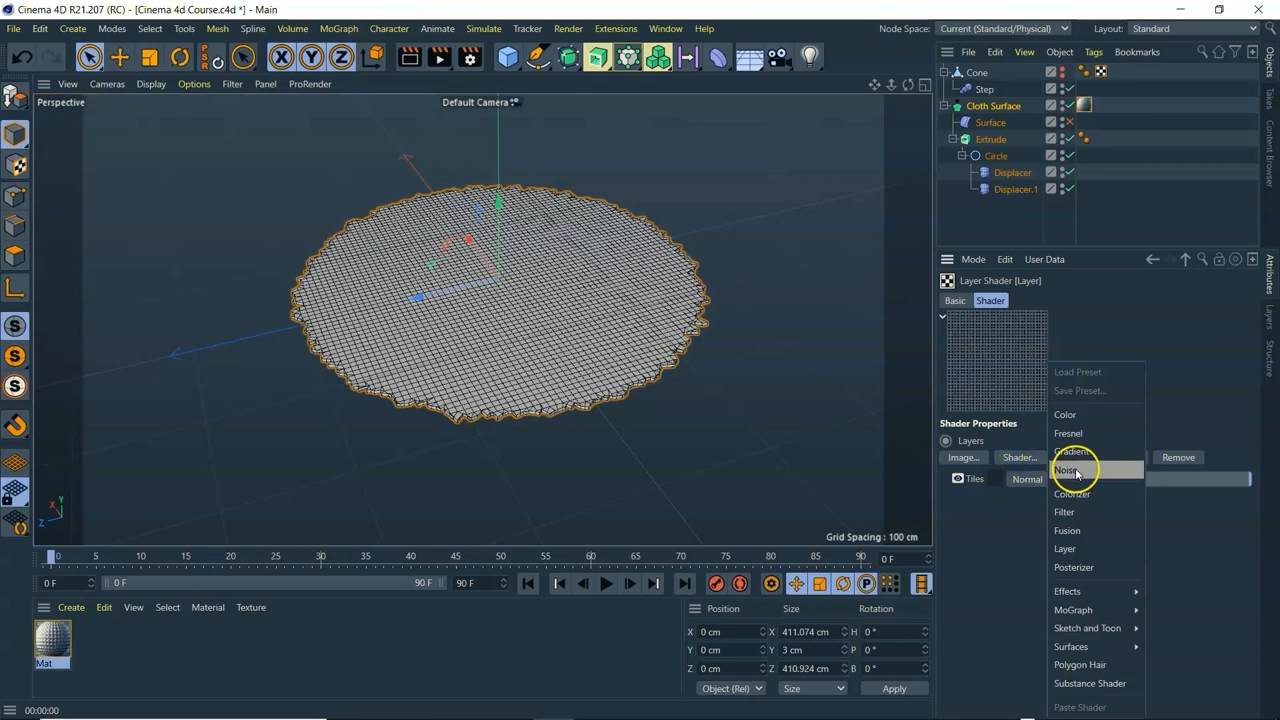 Cinema 4D R21.207 (RC) - [Cinema 4d Course.c4d *] - Main
File Edit Create Modes Select Tools Mesh Spline Volume MoGraph Character Animate Simulate Tracker Render Extensions Window Help
Node Space: Current (Standard/Physical) Layout: Standard
View Cameras Display Options Filter Panel ProRender
Perspective
Default Camera
File Edit View Object Tags Bookmarks
Cone
Step
Cloth Surface
Surface
Extrude
Circle
Displacer
Displacer.1
Objects
Takes
Content Browser
Mode Edit User Data
Layer Shader [Layer]
Basic Shader
Attributes
Layers
Structure
Shader Properties
Layers
Image... Shader... Remove
Tiles Normal
Load Preset
Save Preset...
Color
Fresnel
Gradient
Noise
Colorizer
Filter
Fusion
Layer
Posterizer
Effects
MoGraph
Sketch and Toon
Surfaces
Polygon Hair
Substance Shader
Paste Shader
X
Y
Z
Grid Spacing : 100 cm
0 5 10 15 20 25 30 35 40 45 50 55 60 65 70 75 80 85 90 0 F
0 F 0 F 90 F 90 F
Create Edit View Select Material Texture
Mat
Position Size Rotation
X 0 cm X 411.074 cm H 0 °
Y 0 cm Y 3 cm P 0 °
Z 0 cm Z 410.924 cm B 0 °
Object (Rel) Size Apply
00:00:00